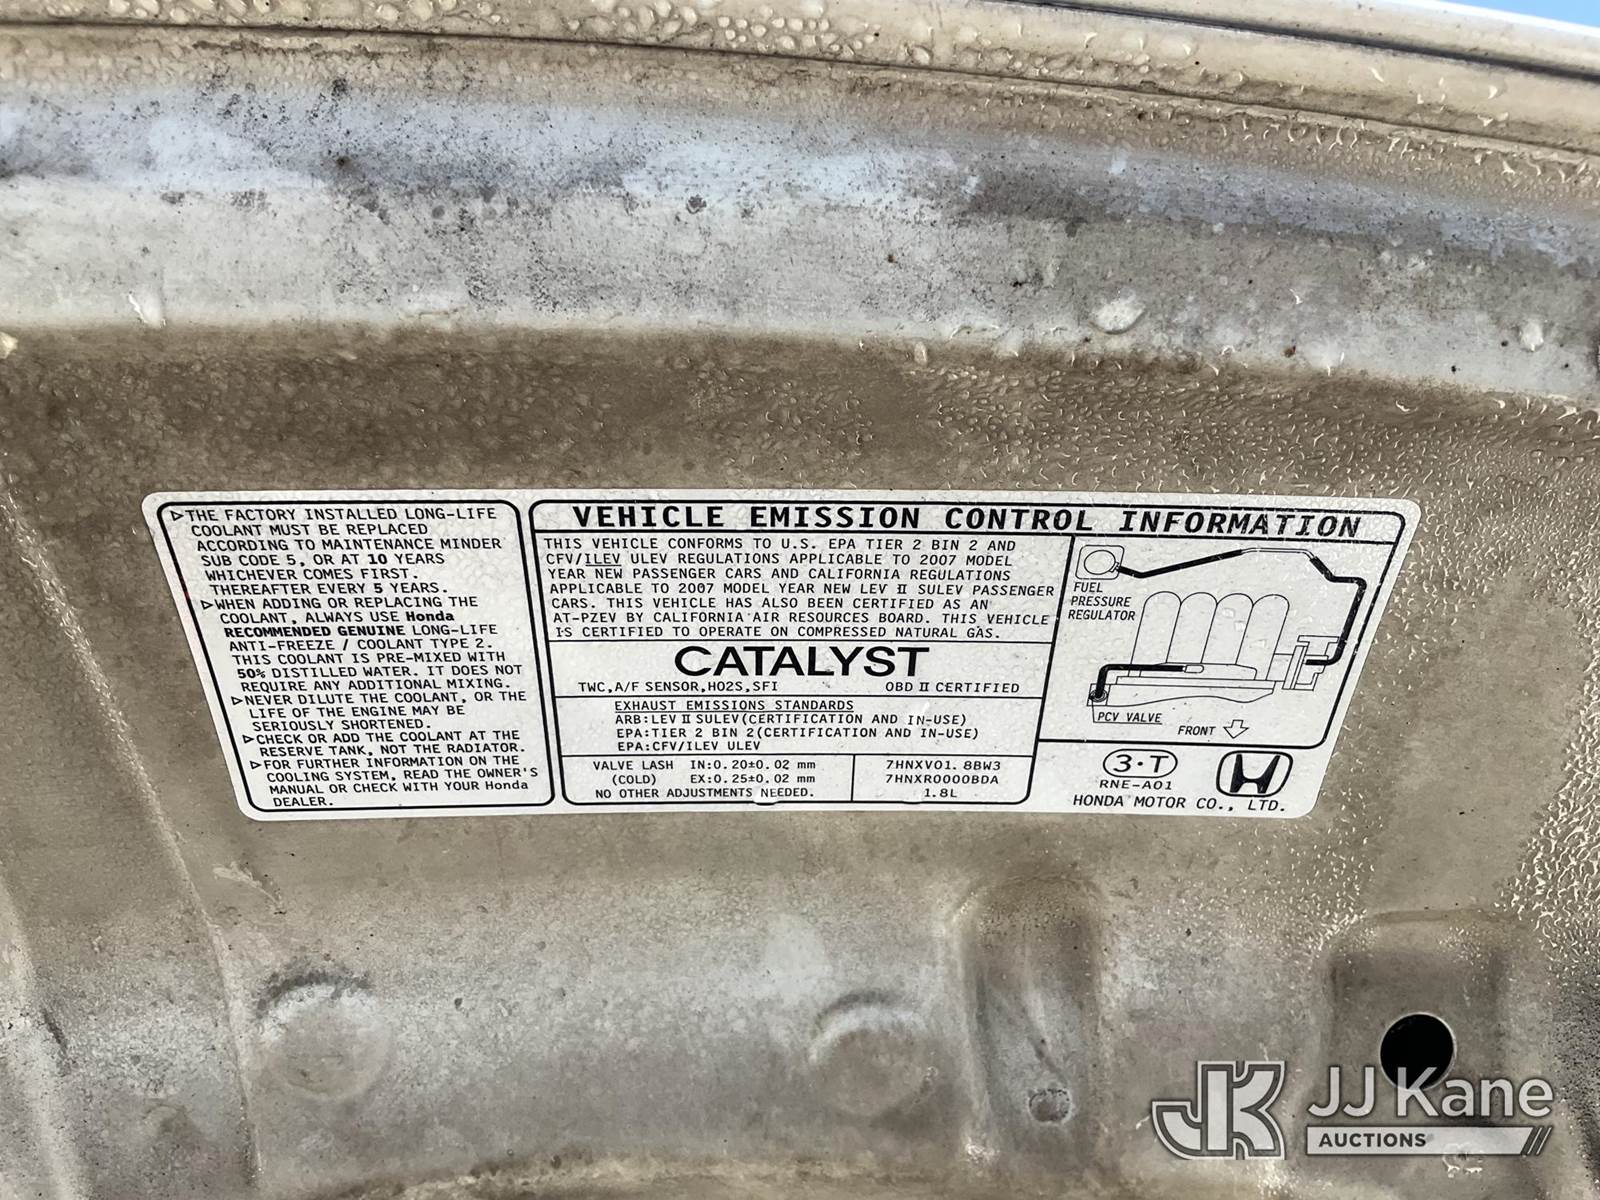 ▷THE FACTORY INSTALLED LONG-LIFE
COOLANT MUST BE REPLACED
ACCORDING TO MAINTENANCE MINDER
SUB CODE 5, OR AT 10 YEARS
WHICHEVER COMES FIRST.
THEREAFTER EVERY 5 YEARS.
▷WHEN ADDING OR REPLACING THE
COOLANT, ALWAYS USE Honda
RECOMMENDED GENUINE LONG-LIFE
ANTI-FREEZE / COOLANT TYPE 2.
THIS COOLANT IS PRE-MIXED WITH
50% DISTILLED WATER. IT DOES NOT
REQUIRE ANY ADDITIONAL MIXING.
▷NEVER DILUTE THE COOLANT, OR THE
LIFE OF THE ENGINE MAY BE
SERIOUSLY SHORTENED.
▷CHECK OR ADD THE COOLANT AT THE
RESERVE TANK, NOT THE RADIATOR.
▷FOR FURTHER INFORMATION ON THE
COOLING SYSTEM, READ THE OWNER'S
MANUAL OR CHECK WITH YOUR Honda
DEALER.
VEHICLE EMISSION CONTROL INFORMATION
THIS VEHICLE CONFORMS TO U.S. EPA TIER 2 BIN 2 AND
CFV/ILEV ULEV REGULATIONS APPLICABLE TO 2007 MODEL
YEAR NEW PASSENGER CARS AND CALIFORNIA REGULATIONS
APPLICABLE TO 2007 MODEL YEAR NEW LEV II SULEV PASSENGER
CARS. THIS VEHICLE HAS ALSO BEEN CERTIFIED AS AN
AT-PZEV BY CALIFORNIA AIR RESOURCES BOARD. THIS VEHICLE
IS CERTIFIED TO OPERATE ON COMPRESSED NATURAL GAS.
CATALYST
TWC,A/F SENSOR,HO2S,SFI OBD II CERTIFIED
EXHAUST EMISSIONS STANDARDS
ARB:LEV II SULEV(CERTIFICATION AND IN-USE)
EPA:TIER 2 BIN 2(CERTIFICATION AND IN-USE)
EPA:CFV/ILEV ULEV
VALVE LASH IN:0.20±0.02 mm
(COLD) EX:0.25±0.02 mm
NO OTHER ADJUSTMENTS NEEDED.
7HNXV01.8BW3
7HNXR0000BDA
1.8L
FUEL
PRESSURE
REGULATOR
PCV VALVE
FRONT
3·T
RNE-A01
HONDA MOTOR CO., LTD.
JK JJ Kane
AUCTIONS